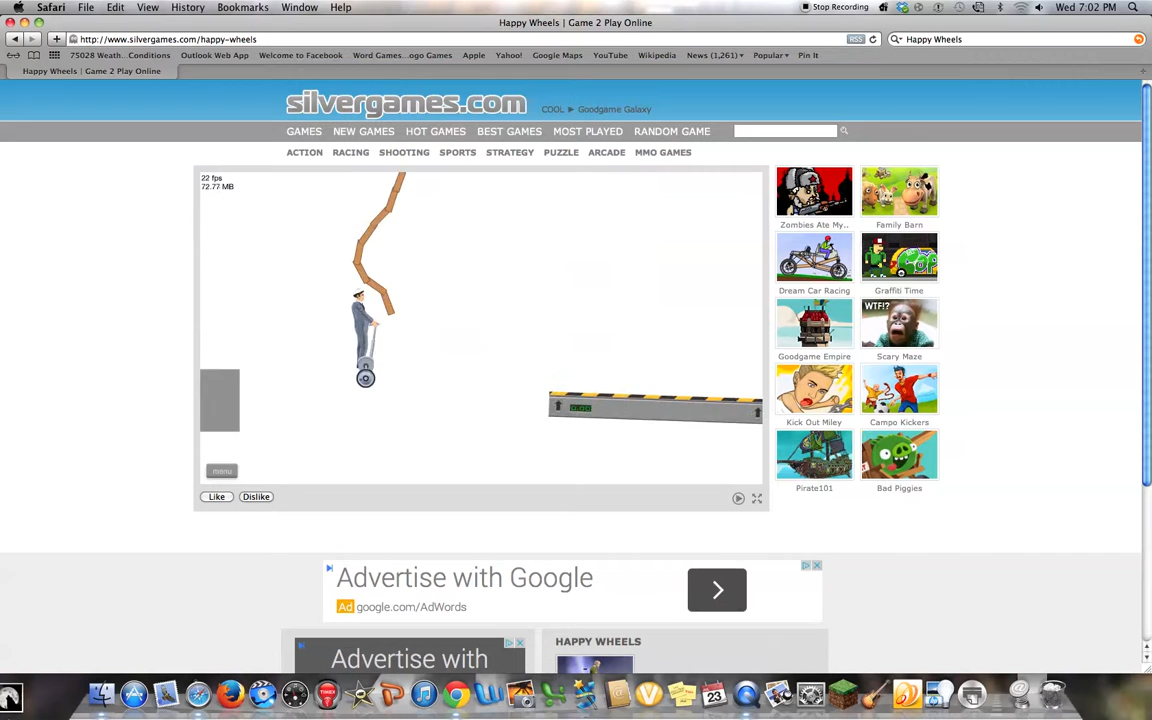 Safari File Edit View History Bookmarks Window Help Stop Recording Wed 7:02 PM
Happy Wheels | Game 2 Play Online
http://www.silvergames.com/happy-wheels RSS Happy Wheels
75028 Weath... Conditions Outlook Web App Welcome to Facebook Word Games...ogo Games Apple Yahoo! Google Maps YouTube Wikipedia News (1,261) Popular Pin It
Happy Wheels | Game 2 Play Online
silvergames.com COOL ► Goodgame Galaxy
GAMES NEW GAMES HOT GAMES BEST GAMES MOST PLAYED RANDOM GAME
ACTION RACING SHOOTING SPORTS STRATEGY PUZZLE ARCADE MMO GAMES
22 fps
72.77 MB
Zombies Ate My.. Family Barn
Dream Car Racing Graffiti Time
WTF!?
Goodgame Empire Scary Maze
Kick Out Miley Campo Kickers
Pirate101 Bad Piggies
0.00
menu
Like Dislike
Advertise with Google
Ad google.com/AdWords
HAPPY WHEELS
Advertise with
23